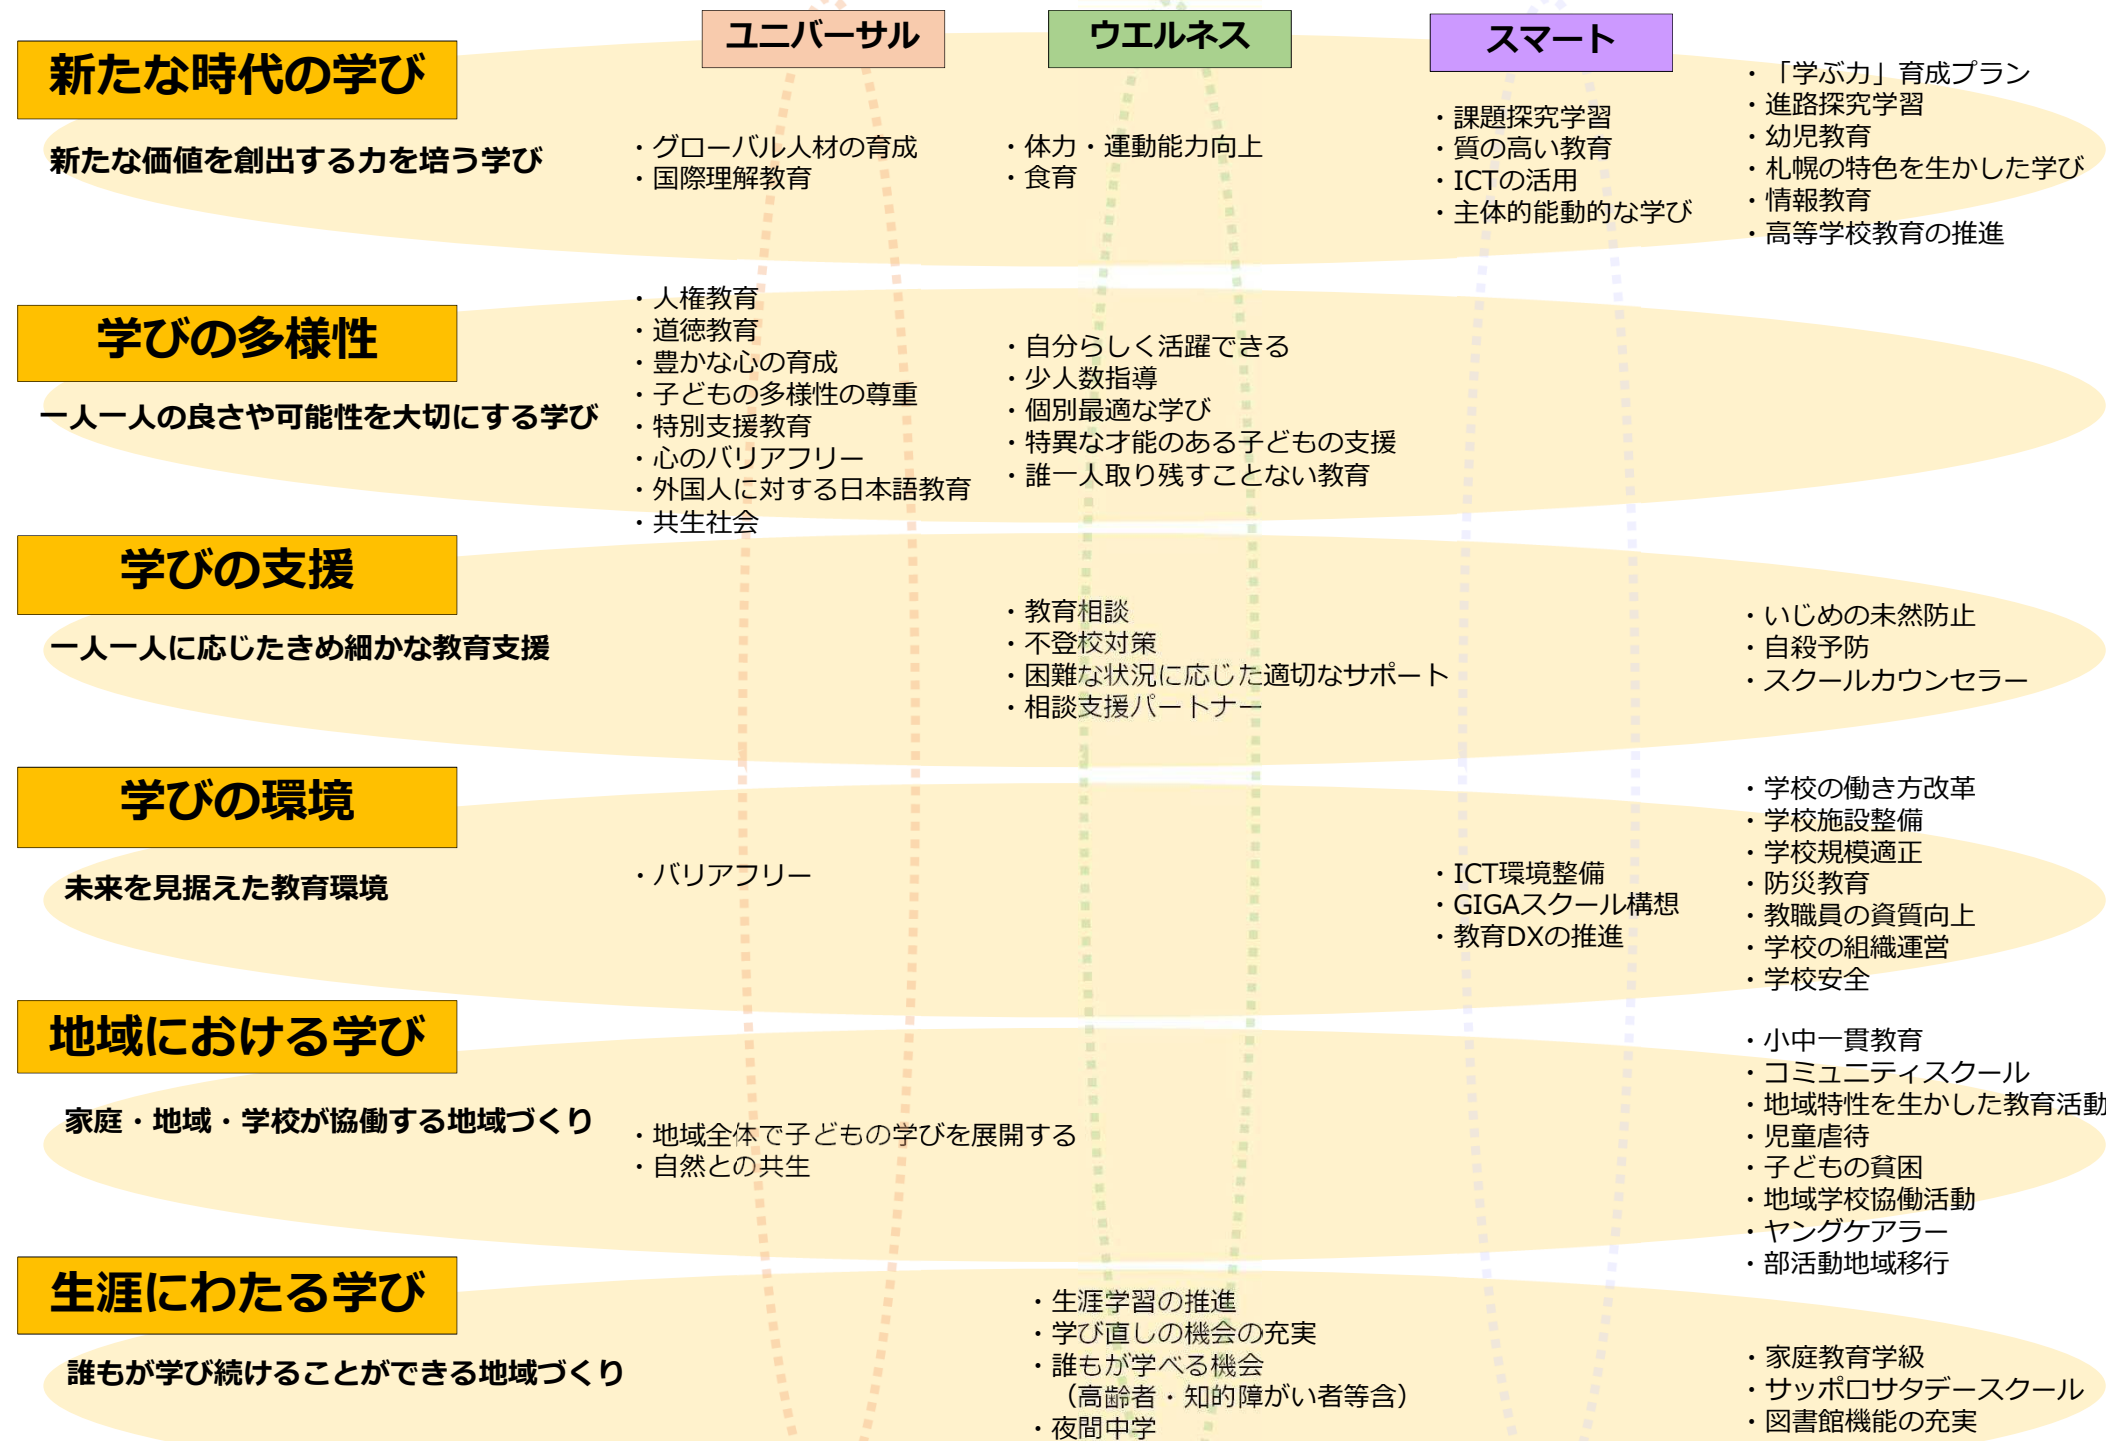 ユニバーサル
ウエルネス
スマート
新たな時代の学び
新たな価値を創出する力を培う学び
・グローバル人材の育成
・国際理解教育
・体力・運動能力向上
・食育
・課題探究学習
・質の高い教育
・ICTの活用
・主体的能動的な学び
・「学ぶ力」育成プラン
・進路探究学習
・幼児教育
・札幌の特色を生かした学び
・情報教育
・高等学校教育の推進
学びの多様性
一人一人の良さや可能性を大切にする学び
・人権教育
・道徳教育
・豊かな心の育成
・子どもの多様性の尊重
・特別支援教育
・心のバリアフリー
・外国人に対する日本語教育
・共生社会
・自分らしく活躍できる
・少人数指導
・個別最適な学び
・特異な才能のある子どもの支援
・誰一人取り残すことない教育
学びの支援
一人一人に応じたきめ細かな教育支援
・教育相談
・不登校対策
・困難な状況に応じた適切なサポート
・相談支援パートナー
・いじめの未然防止
・自殺予防
・スクールカウンセラー
学びの環境
未来を見据えた教育環境
・バリアフリー
・ICT環境整備
・GIGAスクール構想
・教育DXの推進
・学校の働き方改革
・学校施設整備
・学校規模適正
・防災教育
・教職員の資質向上
・学校の組織運営
・学校安全
地域における学び
家庭・地域・学校が協働する地域づくり
・地域全体で子どもの学びを展開する
・自然との共生
・小中一貫教育
・コミュニティスクール
・地域特性を生かした教育活動
・児童虐待
・子どもの貧困
・地域学校協働活動
・ヤングケアラー
・部活動地域移行
生涯にわたる学び
誰もが学び続けることができる地域づくり
・生涯学習の推進
・学び直しの機会の充実
・誰もが学べる機会
（高齢者・知的障がい者等含）
・夜間中学
・家庭教育学級
・サッポロサタデースクール
・図書館機能の充実